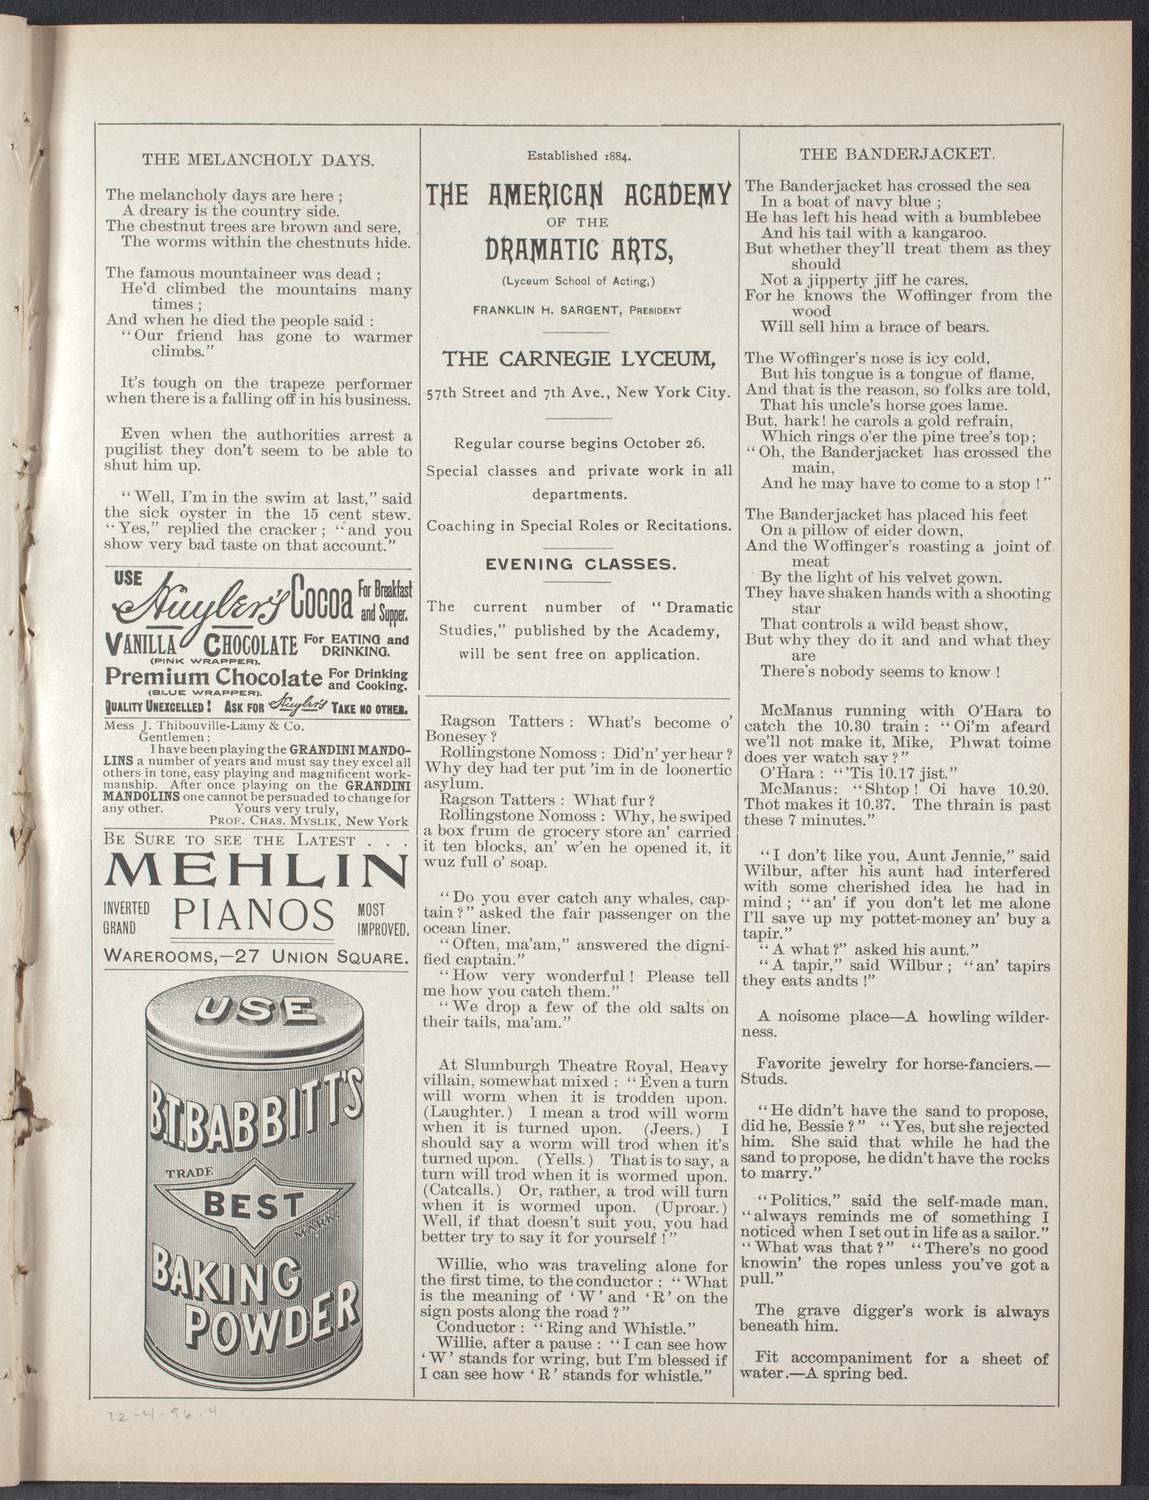 THE MELANCHOLY DAYS.
The melancholy days are here ;
A dreary is the country side.
The chestnut trees are brown and sere,
The worms within the chestnuts hide.
The famous mountaineer was dead ;
He'd climbed the mountains many
times ;
And when he died the people said :
"Our friend has gone to warmer
climbs."
It's tough on the trapeze performer
when there is a falling off in his business.
Even when the authorities arrest a
pugilist they don't seem to be able to
shut him up.
"Well, I'm in the swim at last," said
the sick oyster in the 15 cent stew.
"Yes," replied the cracker ; "and you
show very bad taste on that account."
USE
Huyler's Cocoa For Breakfast
and Supper.
VANILLA CHOCOLATE For EATING and
DRINKING.
(PINK WRAPPER).
Premium Chocolate For Drinking
and Cooking.
(BLUE WRAPPER).
QUALITY UNEXCELLED ! ASK FOR Huyler's TAKE NO OTHER.
Mess J. Thibouville-Lamy & Co.
Gentlemen :
I have been playing the GRANDINI MANDO-
LINS a number of years and must say they excel all
others in tone, easy playing and magnificent work-
manship. After once playing on the GRANDINI
MANDOLINS one cannot be persuaded to change for
any other. Yours very truly,
PROF. CHAS. MYSLIK, New York
BE SURE TO SEE THE LATEST . . .
MEHLIN
INVERTED
GRAND
PIANOS
MOST
IMPROVED.
WAREROOMS,—27 UNION SQUARE.
USE
B.T.BABBITT'S
TRADE
BEST
MARK.
BAKING
POWDER
12-4-96.4
Established 1884.
THE AMERICAN ACADEMY
OF THE
DRAMATIC ARTS,
(Lyceum School of Acting,)
FRANKLIN H. SARGENT, PRESIDENT
THE CARNEGIE LYCEUM,
57th Street and 7th Ave., New York City.
Regular course begins October 26.
Special classes and private work in all
departments.
Coaching in Special Roles or Recitations.
EVENING CLASSES.
The current number of "Dramatic
Studies," published by the Academy,
will be sent free on application.
Ragson Tatters : What's become o'
Bonesey ?
Rollingstone Nomoss : Did'n' yer hear ?
Why dey had ter put 'im in de loonertic
asylum.
Ragson Tatters : What fur ?
Rollingstone Nomoss : Why, he swiped
a box frum de grocery store an' carried
it ten blocks, an' w'en he opened it, it
wuz full o' soap.
"Do you ever catch any whales, cap-
tain ?" asked the fair passenger on the
ocean liner.
"Often, ma'am," answered the digni-
fied captain."
"How very wonderful ! Please tell
me how you catch them."
"We drop a few of the old salts on
their tails, ma'am."
At Slumburgh Theatre Royal, Heavy
villain, somewhat mixed : "Even a turn
will worm when it is trodden upon.
(Laughter.) I mean a trod will worm
when it is turned upon. (Jeers.) I
should say a worm will trod when it's
turned upon. (Yells.) That is to say, a
turn will trod when it is wormed upon.
(Catcalls.) Or, rather, a trod will turn
when it is wormed upon. (Uproar.)
Well, if that doesn't suit you, you had
better try to say it for yourself !"
Willie, who was traveling alone for
the first time, to the conductor : "What
is the meaning of 'W' and 'R' on the
sign posts along the road ?"
Conductor : "Ring and Whistle."
Willie, after a pause : "I can see how
'W' stands for wring, but I'm blessed if
I can see how 'R' stands for whistle."
THE BANDERJACKET.
The Banderjacket has crossed the sea
In a boat of navy blue ;
He has left his head with a bumblebee
And his tail with a kangaroo.
But whether they'll treat them as they
should
Not a jipperty jiff he cares,
For he knows the Woffinger from the
wood
Will sell him a brace of bears.
The Woffinger's nose is icy cold,
But his tongue is a tongue of flame,
And that is the reason, so folks are told,
That his uncle's horse goes lame.
But, hark! he carols a gold refrain,
Which rings o'er the pine tree's top;
"Oh, the Banderjacket has crossed the
main,
And he may have to come to a stop !"
The Banderjacket has placed his feet
On a pillow of eider down,
And the Woffinger's roasting a joint of
meat
By the light of his velvet gown.
They have shaken hands with a shooting
star
That controls a wild beast show,
But why they do it and and what they
are
There's nobody seems to know !
McManus running with O'Hara to
catch the 10.30 train : "Oi'm afeard
we'll not make it, Mike, Phwat toime
does yer watch say ?"
O'Hara : "'Tis 10.17 jist."
McManus: "Shtop ! Oi have 10.20.
Thot makes it 10.37. The thrain is past
these 7 minutes."
"I don't like you, Aunt Jennie," said
Wilbur, after his aunt had interfered
with some cherished idea he had in
mind ; "an' if you don't let me alone
I'll save up my pottet-money an' buy a
tapir."
"A what ?" asked his aunt."
"A tapir," said Wilbur ; "an' tapirs
they eats andts !"
A noisome place—A howling wilder-
ness.
Favorite jewelry for horse-fanciers.—
Studs.
"He didn't have the sand to propose,
did he, Bessie ?" "Yes, but she rejected
him. She said that while he had the
sand to propose, he didn't have the rocks
to marry."
"Politics," said the self-made man,
"always reminds me of something I
noticed when I set out in life as a sailor."
"What was that ?" "There's no good
knowin' the ropes unless you've got a
pull."
The grave digger's work is always
beneath him.
Fit accompaniment for a sheet of
water.—A spring bed.